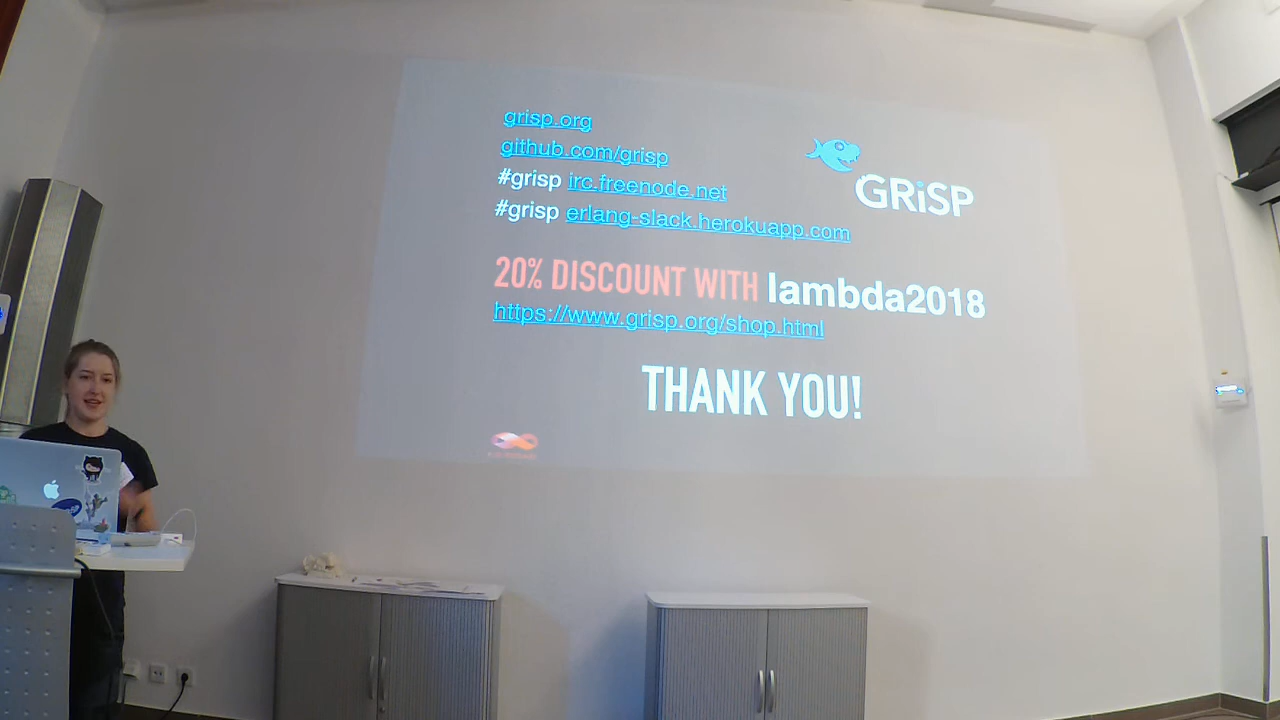 grisp.org
github.com/grisp
#grisp irc.freenode.net
#grisp erlang-slack.herokuapp.com
GRiSP
20% DISCOUNT WITH lambda2018
https://www.grisp.org/shop.html
THANK YOU!